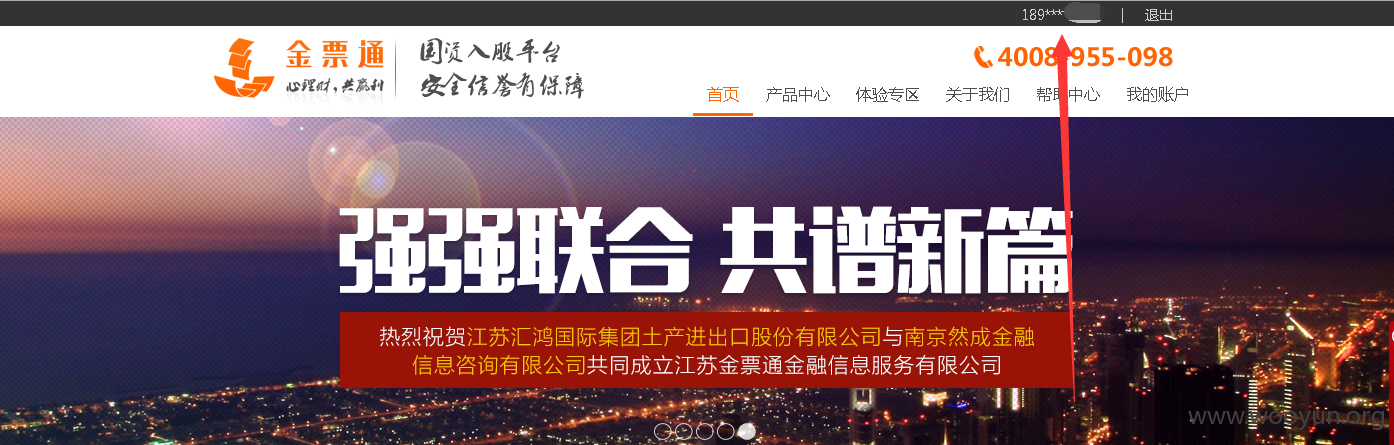 189*** | 退出
金票通
心理财,共赢利
国资入股平台
安全信誉有保障
4008-955-098
首页 产品中心 体验专区 关于我们 帮助中心 我的账户
强强联合 共谱新篇
热烈祝贺江苏汇鸿国际集团土产进出口股份有限公司与南京然成金融
信息咨询有限公司共同成立江苏金票通金融信息服务有限公司
www.wooyun.org